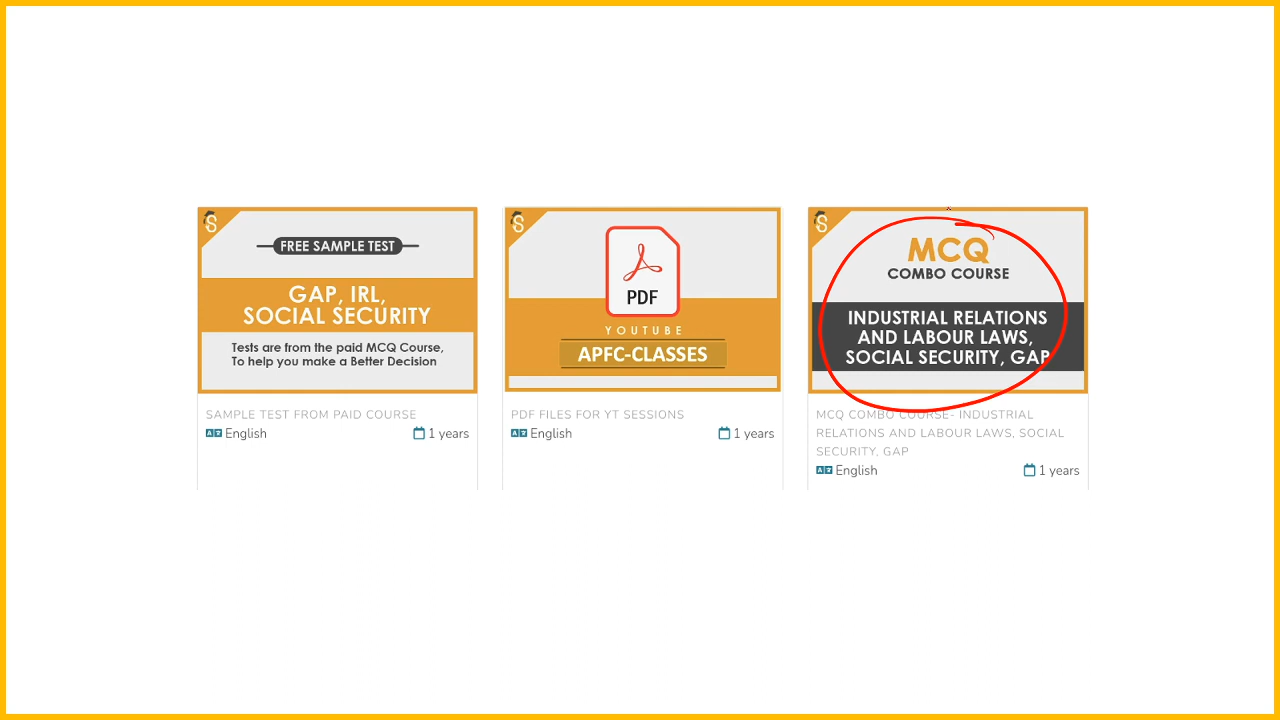 FREE SAMPLE TEST
GAP, IRL,
SOCIAL SECURITY
Tests are from the paid MCQ Course,
To help you make a Better Decision
SAMPLE TEST FROM PAID COURSE
English
1 years
PDF
YOUTUBE
APFC-CLASSES
PDF FILES FOR YT SESSIONS
English
1 years
MCQ
COMBO COURSE
INDUSTRIAL RELATIONS
AND LABOUR LAWS,
SOCIAL SECURITY, GAP
MCQ COMBO COURSE- INDUSTRIAL
RELATIONS AND LABOUR LAWS, SOCIAL
SECURITY, GAP
English
1 years